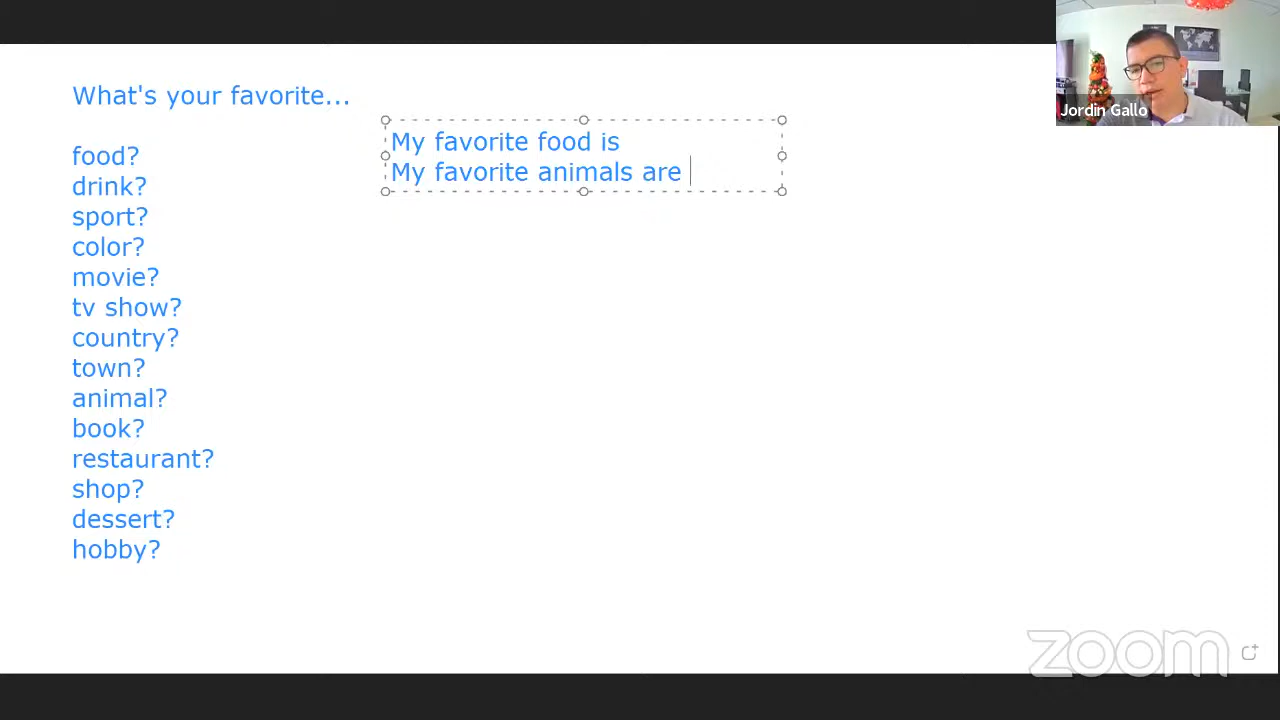 What's your favorite...
food?
drink?
sport?
color?
movie?
tv show?
country?
town?
animal?
book?
restaurant?
shop?
dessert?
hobby?
My favorite food is
My favorite animals are
Jordin Gallo
zoom